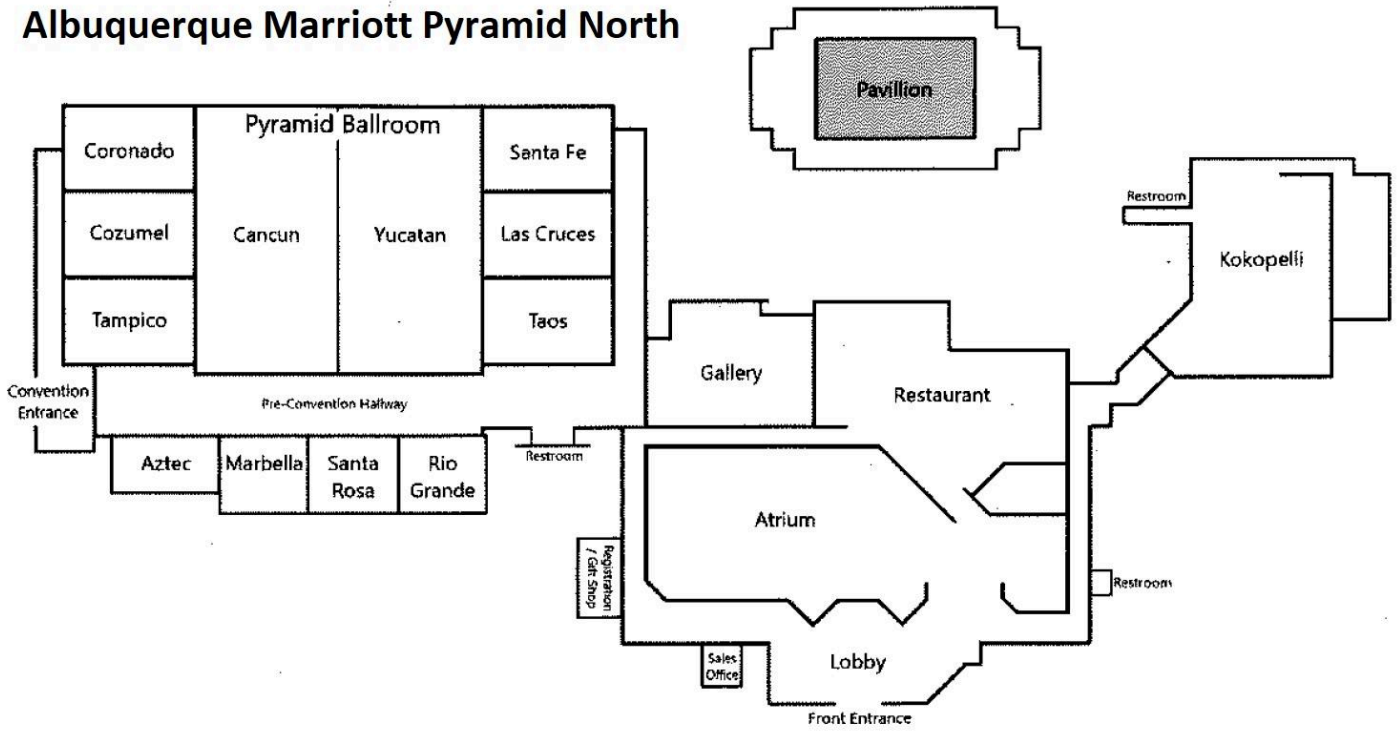 Albuquerque Marriott Pyramid North
Pavillion
Pyramid Ballroom
Coronado
Santa Fe
Restroom
Cozumel
Cancun
Yucatan
Las Cruces
Kokopelli
Tampico
Taos
Gallery
Restaurant
Convention
Entrance
Pre-Convention Hallway
Restroom
Aztec
Marbella
Santa
Rosa
Rio
Grande
Atrium
Registration
/ Gift Shop
Restroom
Sales
Office
Lobby
Front Entrance